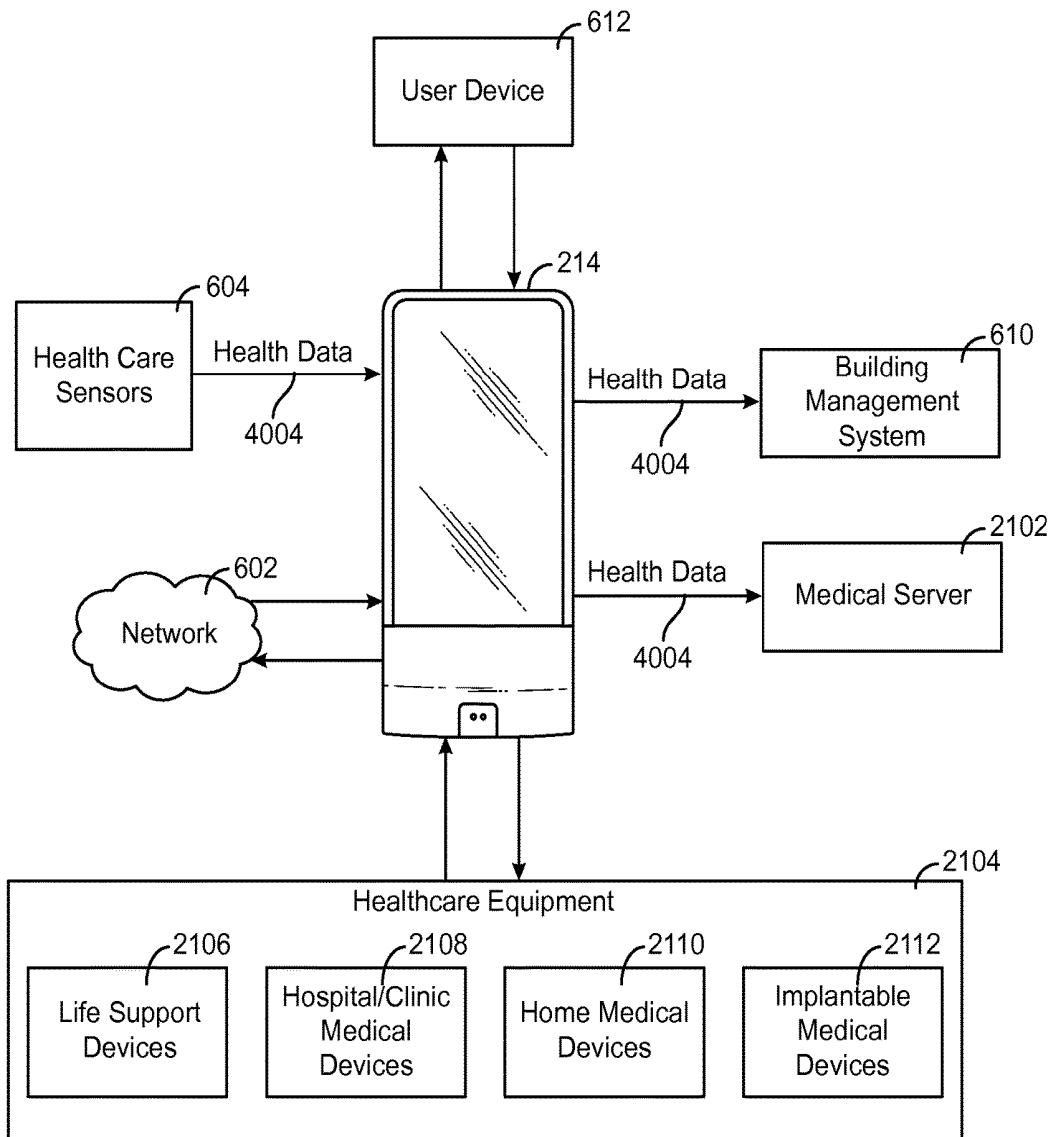 612
User Device
214
604
Health Care
Sensors
Health Data
4004
610
Building
Management
System
Health Data
4004
602
Network
2102
Medical Server
Health Data
4004
2104
Healthcare Equipment
2106
Life Support
Devices
2108
Hospital/Clinic
Medical
Devices
2110
Home Medical
Devices
2112
Implantable
Medical
Devices